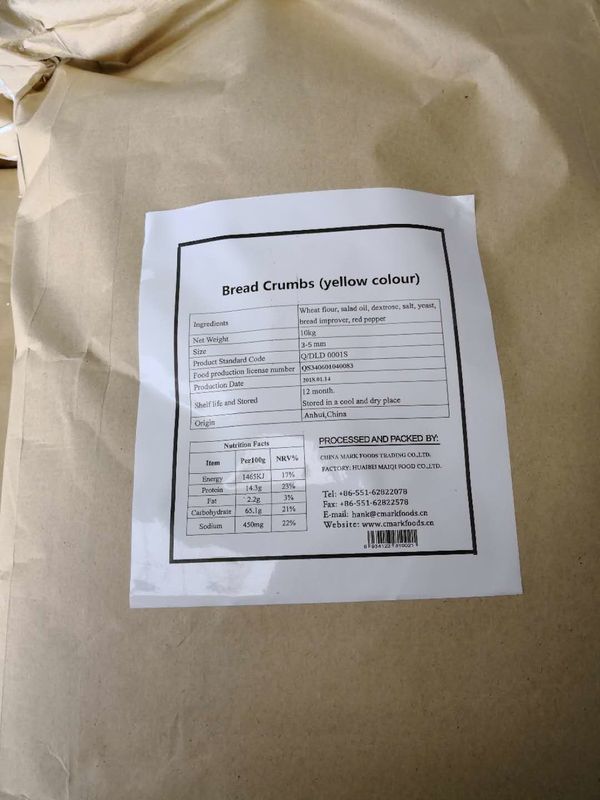 Bread Crumbs (yellow colour)
Ingredients Wheat flour, salad oil, dextrose, salt, yeast,
bread improver, red pepper
Net Weight 10kg
Size 3-5 mm
Product Standard Code Q/DLD 0001S
Food production license number QS340601040083
Production Date 2018.01.14
Shelf life and Stored 12 month.
Stored in a cool and dry place
Origin Anhui,China
Nutrition Facts
Item Per100g NRV%
Energy 1465KJ 17%
Protein 14.3g 23%
Fat 2.2g 3%
Carbohydrate 65.1g 21%
Sodium 450mg 22%
PROCESSED AND PACKED BY:
CHINA MARK FOODS TRADING CO.,LTD.
FACTORY: HUAIBEI MAIQI FOOD CO.,LTD.
Tel: +86-551-62822078
Fax: +86-551-62822578
E-mail: hank@cmarkfoods.cn
Website: www.cmarkfoods.cn